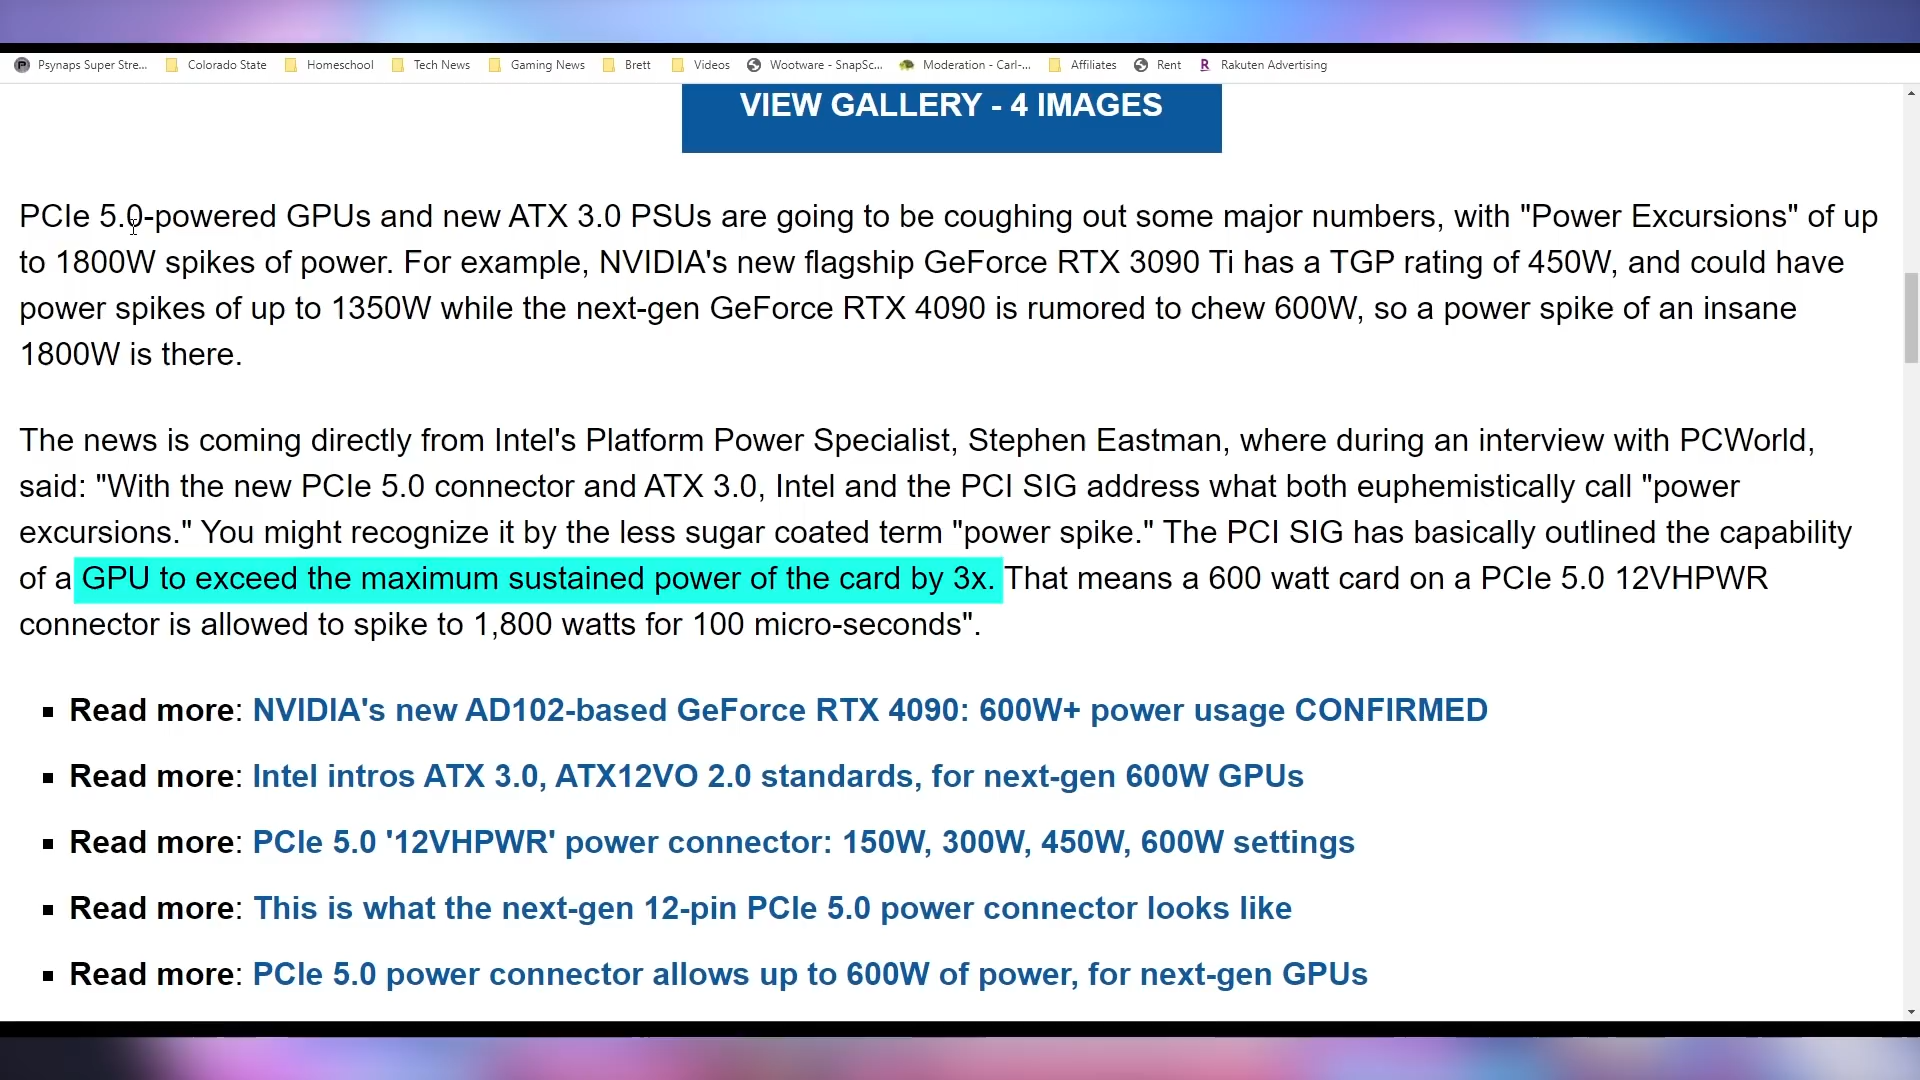 Psynaps Super Stre... Colorado State Homeschool Tech News Gaming News Brett Videos Wootware - SnapSc... Moderation - Carl-... Affiliates Rent Rakuten Advertising
VIEW GALLERY - 4 IMAGES
PCIe 5.0-powered GPUs and new ATX 3.0 PSUs are going to be coughing out some major numbers, with "Power Excursions" of up
to 1800W spikes of power. For example, NVIDIA's new flagship GeForce RTX 3090 Ti has a TGP rating of 450W, and could have
power spikes of up to 1350W while the next-gen GeForce RTX 4090 is rumored to chew 600W, so a power spike of an insane
1800W is there.
The news is coming directly from Intel's Platform Power Specialist, Stephen Eastman, where during an interview with PCWorld,
said: "With the new PCIe 5.0 connector and ATX 3.0, Intel and the PCI SIG address what both euphemistically call "power
excursions." You might recognize it by the less sugar coated term "power spike." The PCI SIG has basically outlined the capability
of a GPU to exceed the maximum sustained power of the card by 3x. That means a 600 watt card on a PCIe 5.0 12VHPWR
connector is allowed to spike to 1,800 watts for 100 micro-seconds".
▪ Read more: NVIDIA's new AD102-based GeForce RTX 4090: 600W+ power usage CONFIRMED
▪ Read more: Intel intros ATX 3.0, ATX12VO 2.0 standards, for next-gen 600W GPUs
▪ Read more: PCIe 5.0 '12VHPWR' power connector: 150W, 300W, 450W, 600W settings
▪ Read more: This is what the next-gen 12-pin PCIe 5.0 power connector looks like
▪ Read more: PCIe 5.0 power connector allows up to 600W of power, for next-gen GPUs